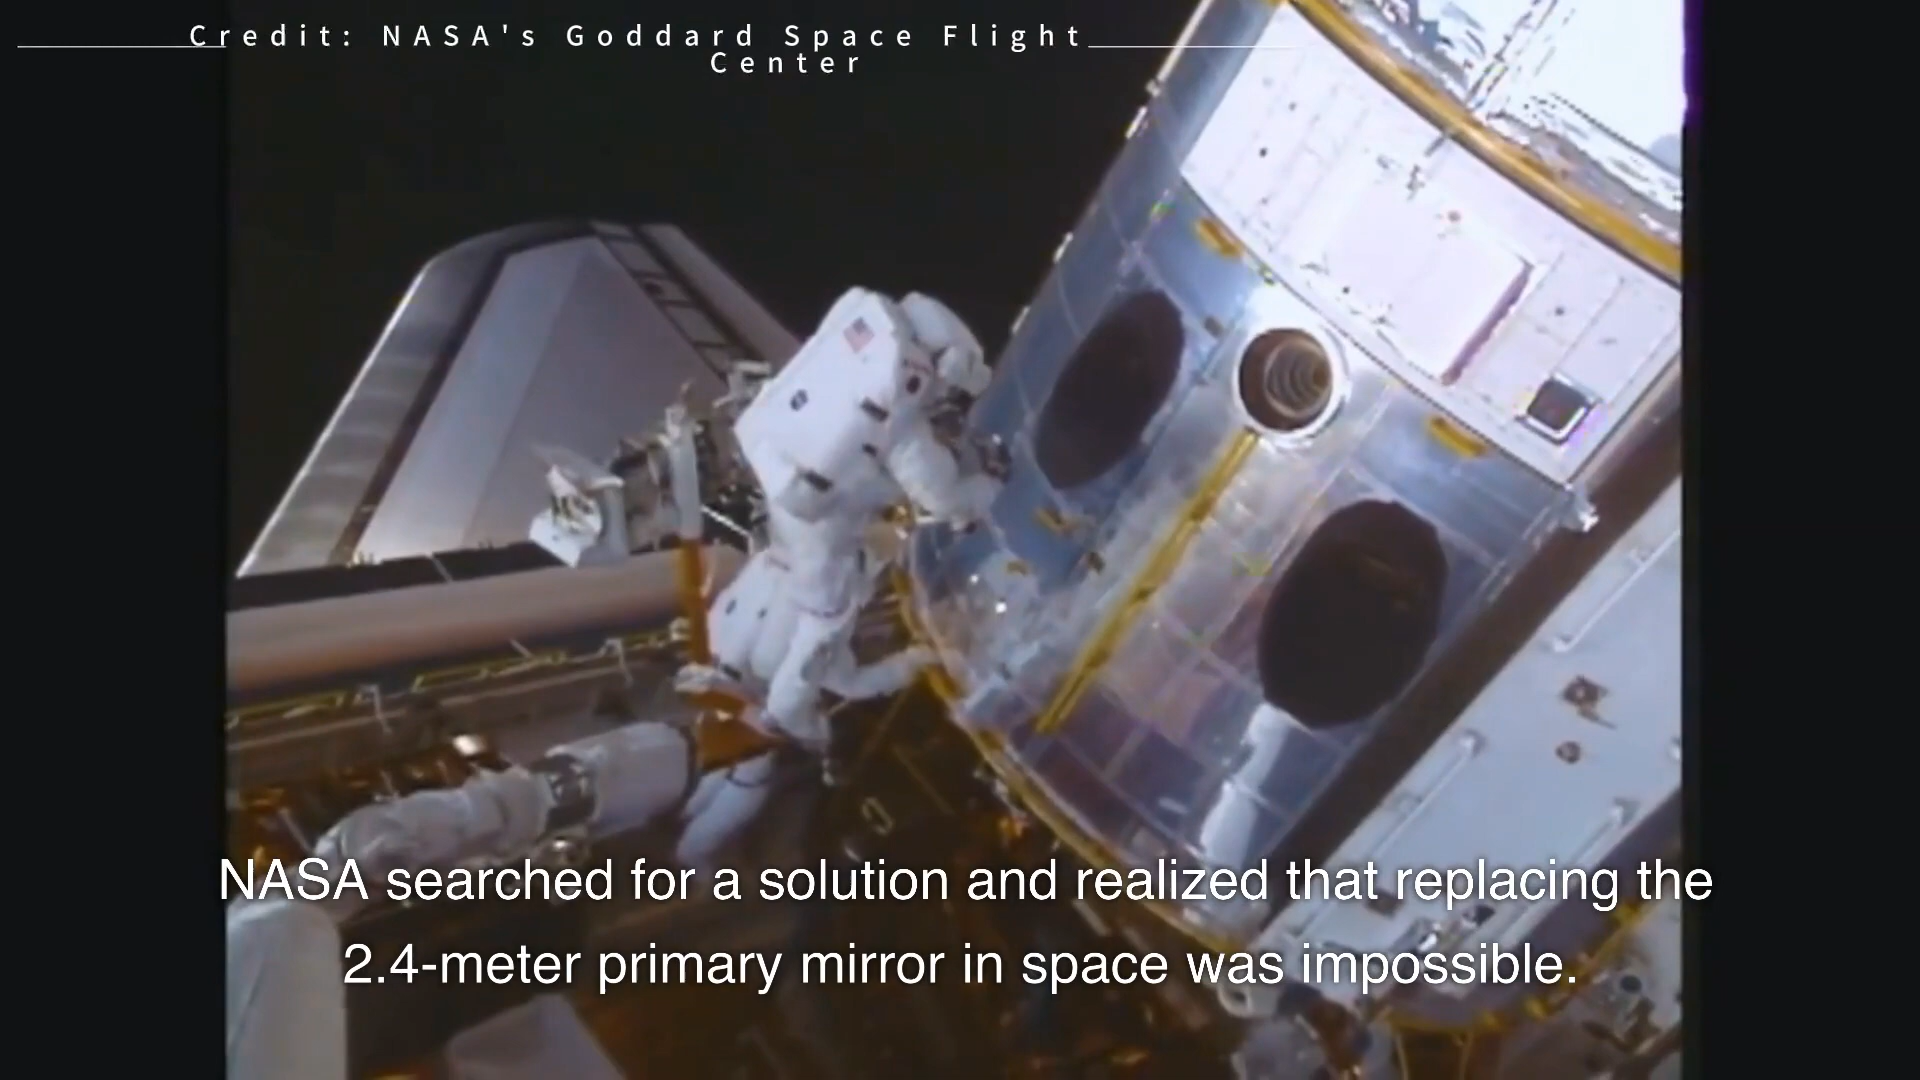 Credit: NASA's Goddard Space Flight
Center
NASA searched for a solution and realized that replacing the
2.4-meter primary mirror in space was impossible.